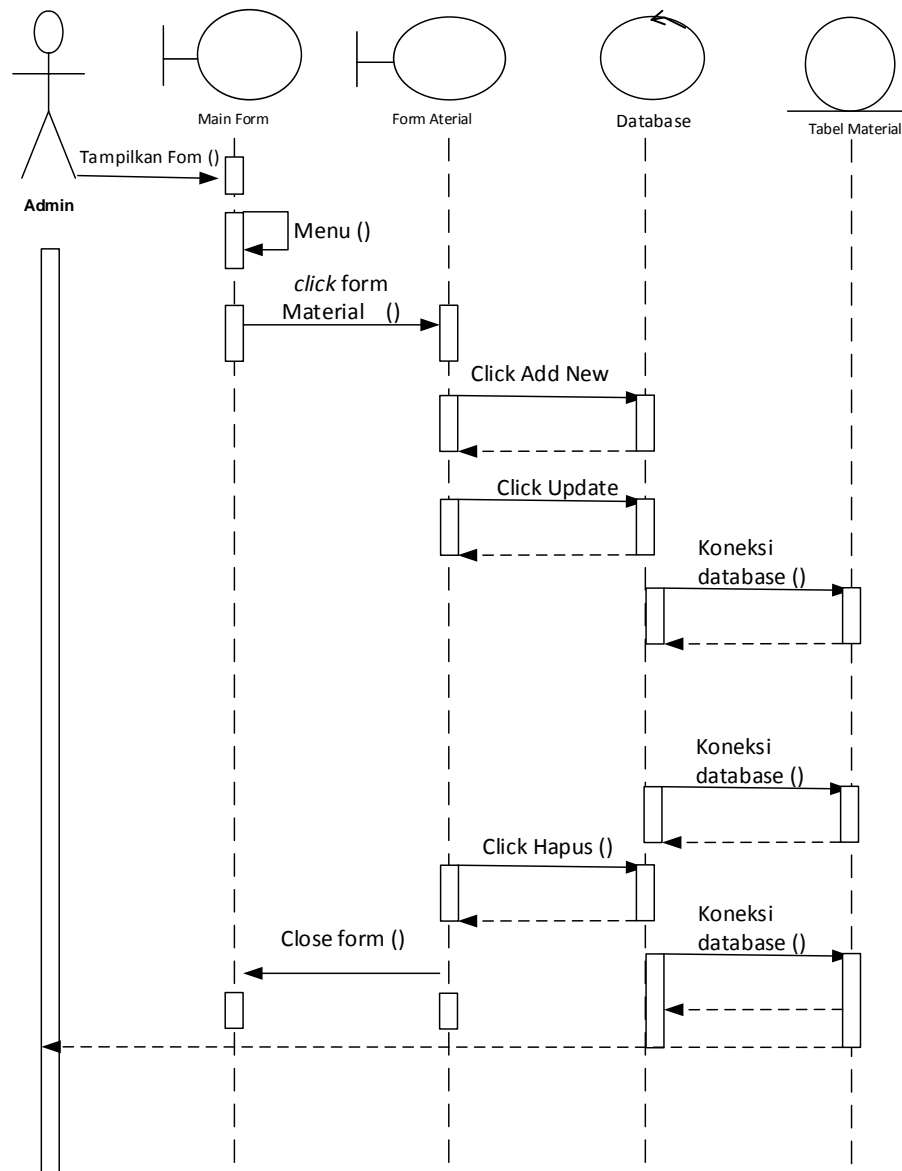 Main Form
Form Aterial
Database
Tabel Material
Tampilkan Fom ()
Admin
Menu ()
click form
Material ()
Click Add New
Click Update
Koneksi
database ()
Koneksi
database ()
Click Hapus ()
Koneksi
database ()
Close form ()